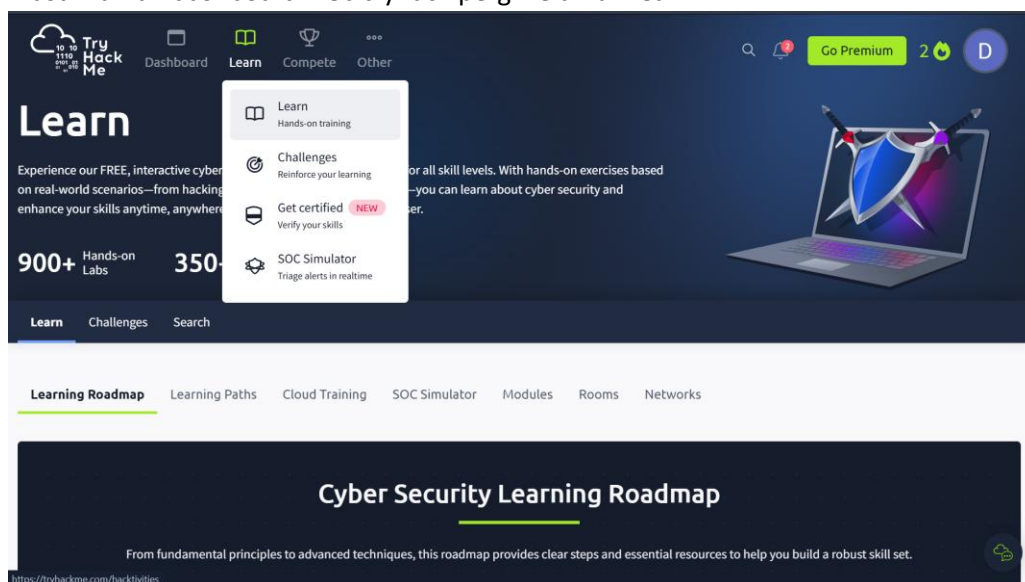 Try
Hack
Me
Dashboard
Learn
Compete
Other
2
Go Premium
2
D
Learn
Hands-on training
Challenges
Reinforce your learning
Get certified NEW
Verify your skills
SOC Simulator
Triage alerts in realtime
Learn
Experience our FREE, interactive cyber or all skill levels. With hands-on exercises based
on real-world scenarios—from hacking —you can learn about cyber security and
enhance your skills anytime, anywhere ser.
900+ Hands-on
Labs
350
Learn Challenges Search
Learning Roadmap Learning Paths Cloud Training SOC Simulator Modules Rooms Networks
Cyber Security Learning Roadmap
From fundamental principles to advanced techniques, this roadmap provides clear steps and essential resources to help you build a robust skill set.
https://tryhackme.com/hacktivities